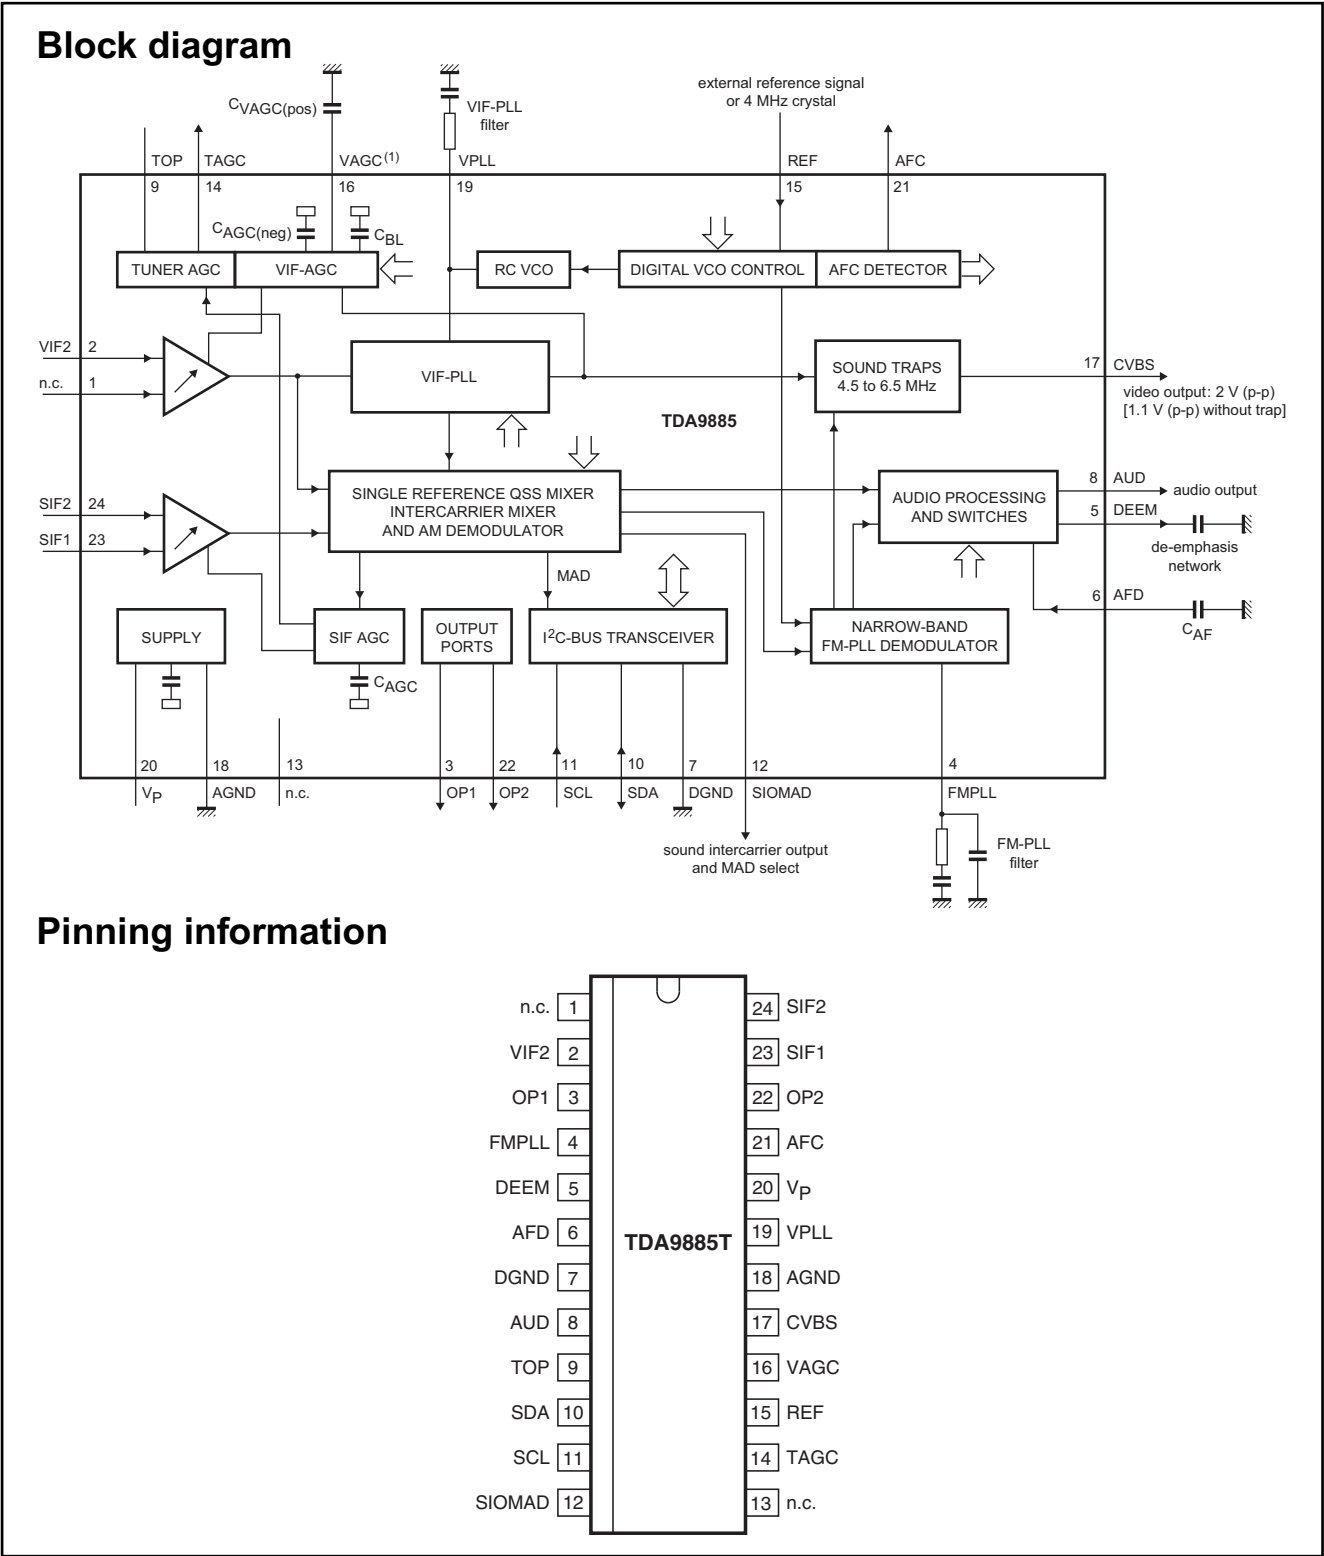 Block diagram
CVAGC(pos)
VIF-PLL
filter
external reference signal
or 4 MHz crystal
TOP
TAGC
VAGC(1)
VPLL
REF
AFC
9
14
16
19
15
21
CAGC(neg)
CBL
TUNER AGC
VIF-AGC
RC VCO
DIGITAL VCO CONTROL
AFC DETECTOR
VIF2
2
n.c.
1
VIF-PLL
SOUND TRAPS
4.5 to 6.5 MHz
17
CVBS
video output: 2 V (p-p)
[1.1 V (p-p) without trap]
TDA9885
SIF2
24
SIF1
23
SINGLE REFERENCE QSS MIXER
INTERCARRIER MIXER
AND AM DEMODULATOR
AUDIO PROCESSING
AND SWITCHES
8
AUD
audio output
5
DEEM
de-emphasis
network
6
AFD
CAF
MAD
SUPPLY
SIF AGC
OUTPUT
PORTS
I2C-BUS TRANSCEIVER
NARROW-BAND
FM-PLL DEMODULATOR
CAGC
20
18
13
3
22
11
10
7
12
4
VP
AGND
n.c.
OP1
OP2
SCL
SDA
DGND
SIOMAD
FMPLL
sound intercarrier output
and MAD select
FM-PLL
filter
Pinning information
n.c. 1
24 SIF2
VIF2 2
23 SIF1
OP1 3
22 OP2
FMPLL 4
21 AFC
DEEM 5
20 VP
AFD 6
19 VPLL
TDA9885T
DGND 7
18 AGND
AUD 8
17 CVBS
TOP 9
16 VAGC
SDA 10
15 REF
SCL 11
14 TAGC
SIOMAD 12
13 n.c.